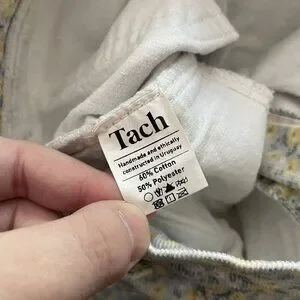 Tach
Handmade and ethically
constructed in Uruguay
50% Cotton
50% Polyester